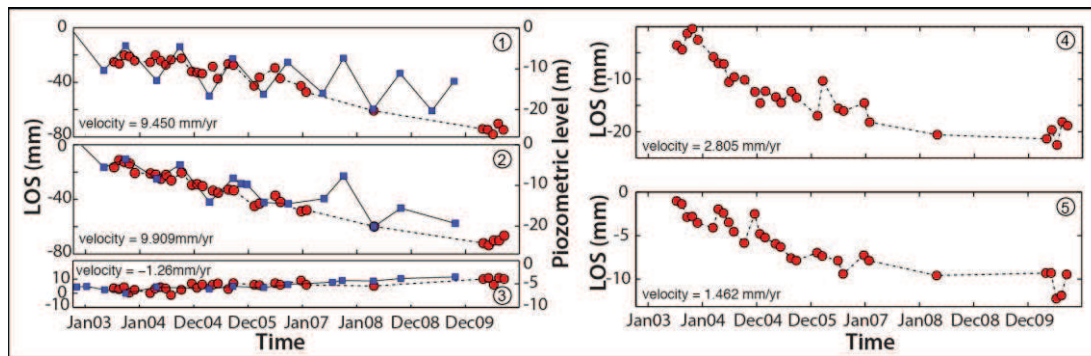 0
-40
-80
LOS (mm)
velocity = 9.450 mm/yr
1
0
-10
-20
0
-40
-80
velocity = 9.909mm/yr
2
0
-10
-20
Piozometric level (m)
velocity = −1.26mm/yr
10
0
10
3
0
-5
-10
Jan03 Jan04 Dec04 Dec05 Jan07 Jan08 Dec08 Dec09
Time
0
-10
-20
LOS (mm)
velocity = 2.805 mm/yr
4
0
-5
-10
LOS (mm)
velocity = 1.462 mm/yr
5
Jan03 Jan04 Dec04 Dec05 Jan07 Jan08 Dec08 Dec09
Time